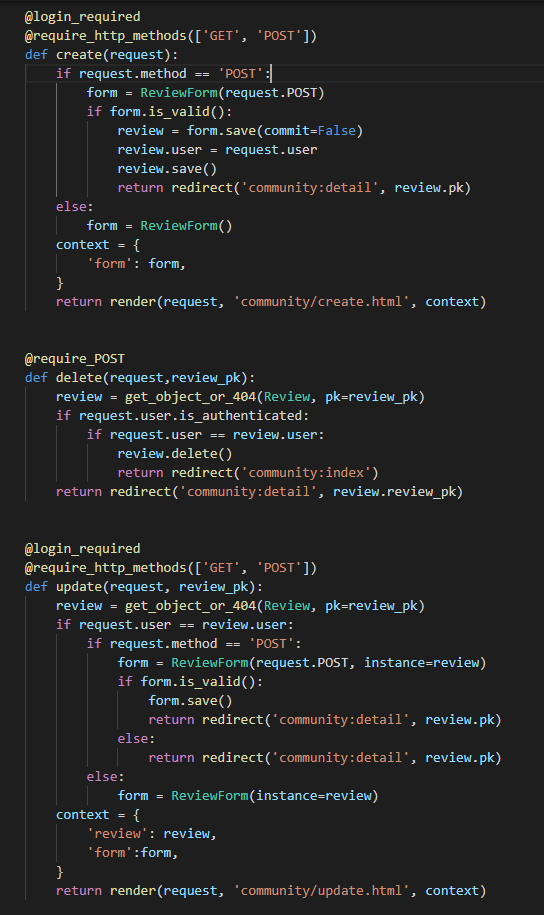 @login_required
@require_http_methods(['GET', 'POST'])
def create(request):
    if request.method == 'POST':
        form = ReviewForm(request.POST)
        if form.is_valid():
            review = form.save(commit=False)
            review.user = request.user
            review.save()
            return redirect('community:detail', review.pk)
    else:
        form = ReviewForm()
    context = {
        'form': form,
    }
    return render(request, 'community/create.html', context)

@require_POST
def delete(request,review_pk):
    review = get_object_or_404(Review, pk=review_pk)
    if request.user.is_authenticated:
        if request.user == review.user:
            review.delete()
            return redirect('community:index')
    return redirect('community:detail', review.review_pk)

@login_required
@require_http_methods(['GET', 'POST'])
def update(request, review_pk):
    review = get_object_or_404(Review, pk=review_pk)
    if request.user == review.user:
        if request.method == 'POST':
            form = ReviewForm(request.POST, instance=review)
            if form.is_valid():
                form.save()
                return redirect('community:detail', review.pk)
            else:
                return redirect('community:detail', review.pk)
        else:
            form = ReviewForm(instance=review)
    context = {
        'review': review,
        'form':form,
    }
    return render(request, 'community/update.html', context)